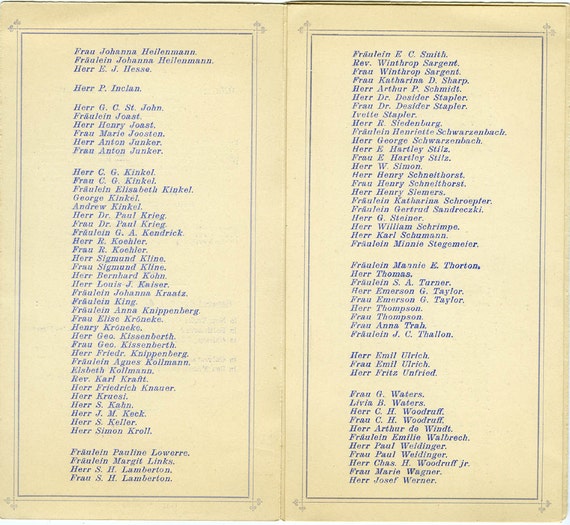 Frau Johanna Heilenmann.
Fräulein Johanna Heilenmann.
Herr E. J. Hesse.
Herr P. Inclan.
Herr G. C. St. John.
Fräulein Joast.
Herr Henry Joast.
Frau Marie Joosten.
Herr Anton Junker.
Frau Anton Junker.
Herr C. G. Kinkel.
Frau C. G. Kinkel.
Fräulein Elisabeth Kinkel.
George Kinkel.
Andrew Kinkel.
Herr Dr. Paul Krieg.
Frau Dr. Paul Krieg.
Fräulein G. A. Kendrick.
Herr R. Koehler.
Frau R. Koehler.
Herr Sigmund Kline.
Frau Sigmund Kline.
Herr Bernhard Kohn.
Herr Louis J. Kaiser.
Fräulein Johanna Kraatz.
Fräulein King.
Fräulein Anna Knippenberg.
Frau Elise Kröneke.
Henry Kröneke.
Herr Geo. Kissenberth.
Frau Geo. Kissenberth.
Herr Friedr. Knippenberg.
Fräulein Agnes Kollmann.
Elsbeth Kollmann.
Rev. Karl Krafft.
Herr Friedrich Knauer.
Herr Kruesi.
Herr S. Kahn.
Herr J. M. Keck.
Herr S. Keller.
Herr Simon Kroll.
Fräulein Pauline Lowerre.
Fräulein Margit Links.
Herr S. H. Lamberton.
Frau S. H. Lamberton.
Fräulein E C. Smith.
Rev. Winthrop Sargent.
Frau Winthrop Sargent.
Frau Katharina D. Sharp.
Herr Arthur P. Schmidt.
Herr Dr. Desider Stapler.
Frau Dr. Desider Stapler.
Ivette Stapler.
Herr R. Siedenburg.
Fräulein Henriette Schwarzenbach.
Herr George Schwarzenbach.
Herr E Hartley Stilz.
Frau E Hartley Stilz.
Herr W. Simon.
Herr Henry Schneithorst.
Frau Henry Schneithorst.
Herr Henry Siemers.
Fräulein Katharina Schroepfer.
Fräulein Gertrud Sandreczki.
Herr G. Steiner.
Herr William Schrimpe.
Herr Karl Schumann.
Fräulein Minnie Stegemeier.
Fräulein Mannie E. Thorton.
Herr Thomas.
Fräulein S. A. Turner.
Herr Emerson G. Taylor.
Frau Emerson G. Taylor.
Herr Thompson.
Frau Thompson.
Frau Anna Trab.
Fräulein J. C. Thallon.
Herr Emil Ulrich.
Frau Emil Ulrich.
Herr Fritz Unfried.
Frau G. Waters.
Livia B. Waters.
Herr C. H. Woodruff.
Frau C. H. Woodruff.
Herr Arthur de Windt.
Fräulein Emilie Walbrech.
Herr Paul Weidinger.
Frau Paul Weidinger.
Herr Chas. H. Woodruff jr.
Frau Marie Wagner.
Herr Josef Werner.